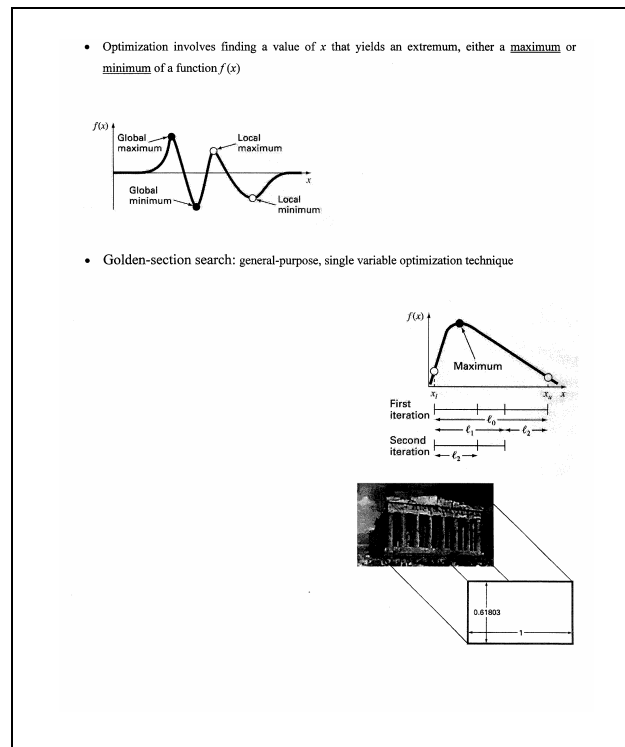 • Optimization involves finding a value of x that yields an extremum, either a maximum or
minimum of a function f (x)
f(x)
Global
maximum
Local
maximum
x
Global
minimum
Local
minimum
• Golden-section search: general-purpose, single variable optimization technique
f(x)
Maximum
xl
xu
x
First
iteration
ℓ0
ℓ1
ℓ2
Second
iteration
ℓ2
0.61803
1